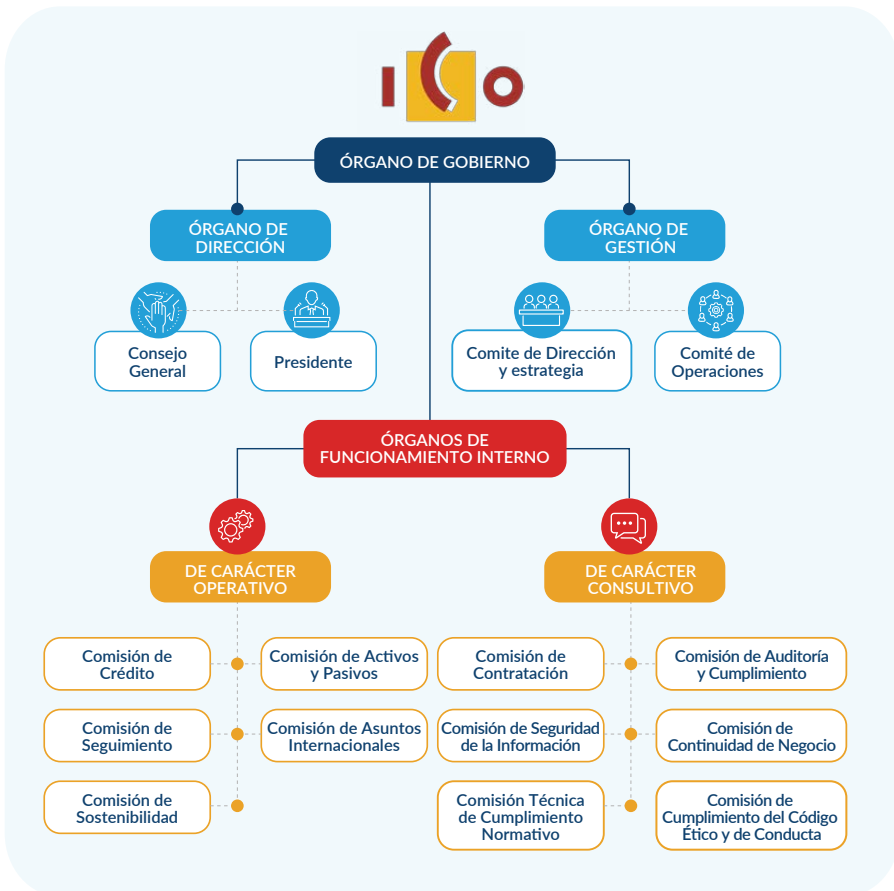 ICO
ÓRGANO DE GOBIERNO
ÓRGANO DE
DIRECCIÓN
ÓRGANO DE
GESTIÓN
Consejo
General
Presidente
Comite de Dirección
y estrategia
Comité de
Operaciones
ÓRGANOS DE
FUNCIONAMIENTO INTERNO
DE CARÁCTER
OPERATIVO
DE CARÁCTER
CONSULTIVO
Comisión de
Crédito
Comisión de Activos
y Pasivos
Comisión de
Contratación
Comisión de Auditoría
y Cumplimiento
Comisión de
Seguimiento
Comisión de Asuntos
Internacionales
Comisión de Seguridad
de la Información
Comisión de
Continuidad de Negocio
Comisión de
Sostenibilidad
Comisión Técnica
de Cumplimiento
Normativo
Comisión de
Cumplimiento del Código
Ético y de Conducta